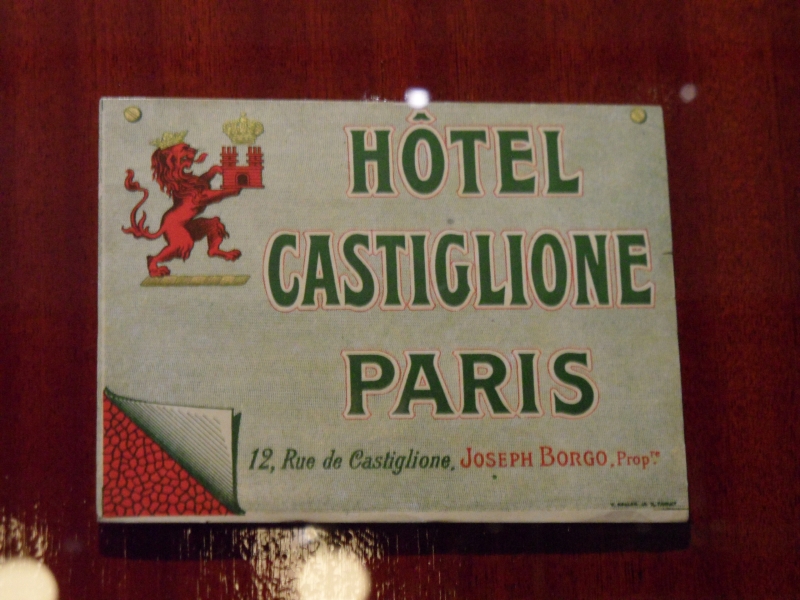 HÔTEL
CASTIGLIONE
PARIS
12, Rue de Castiglione, JOSEPH BORGO, Propre.